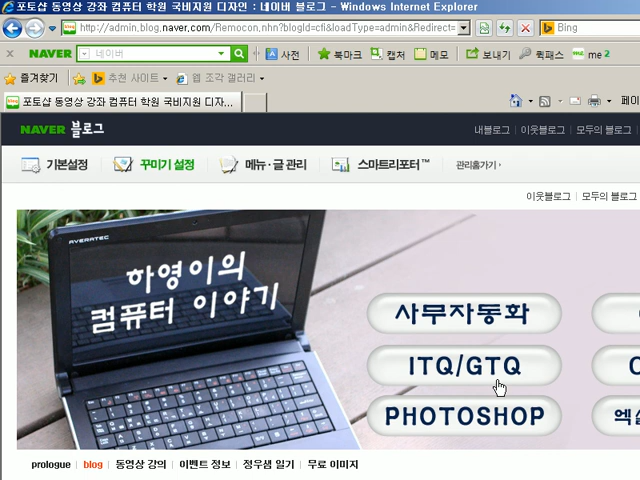 포토샵 동영상 강좌 컴퓨터 학원 국비지원 디자인 : 네이버 블로그 - Windows Internet Explorer
http://admin.blog.naver.com/Remocon.nhn?blogId=cfi&loadType=admin&Redirect=
Bing
NAVER 네이버 사전 북마크 캡처 메모 보내기 퀵패스 me2
즐겨찾기 추천 사이트 웹 조각 갤러리
포토샵 동영상 강좌 컴퓨터 학원 국비지원 디자...
페이
NAVER 블로그 내블로그 이웃블로그 모두의 블로그
기본설정 꾸미기 설정 메뉴·글 관리 스마트리포터™ 관리홈가기
이웃블로그 모두의 블로그
AVERATEC
하영이의
컴퓨터 이야기
사무자동화
ITQ/GTQ
PHOTOSHOP
prologue blog 동영상 강의 이벤트 정보 정우샘 일기 무료 이미지